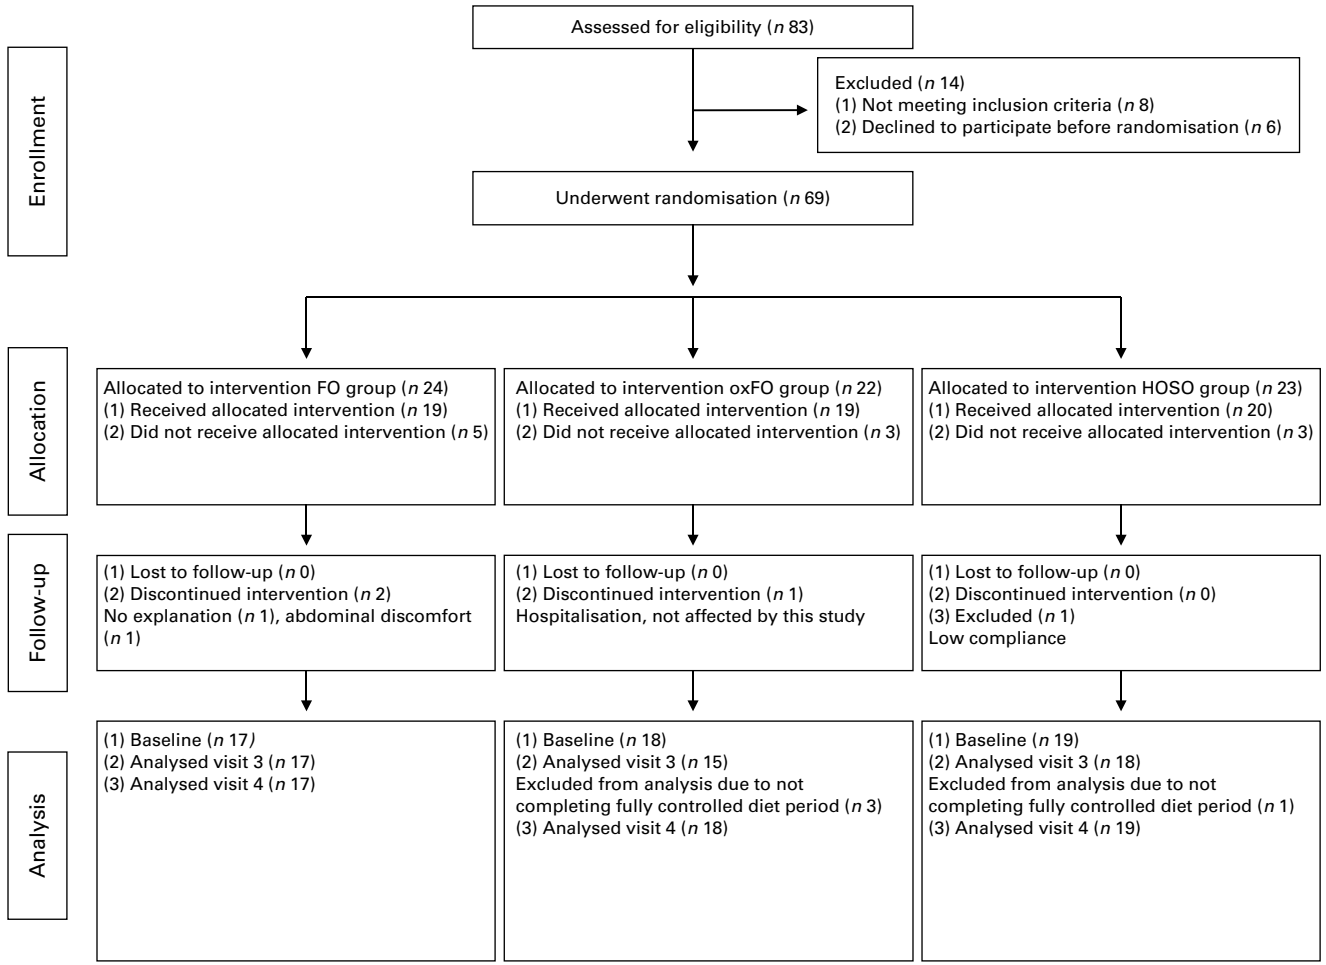 Assessed for eligibility (n 83)
Excluded (n 14)
(1) Not meeting inclusion criteria (n 8)
(2) Declined to participate before randomisation (n 6)
Underwent randomisation (n 69)
Enrollment
Allocation
Allocated to intervention FO group (n 24)
(1) Received allocated intervention (n 19)
(2) Did not receive allocated intervention (n 5)
Allocated to intervention oxFO group (n 22)
(1) Received allocated intervention (n 19)
(2) Did not receive allocated intervention (n 3)
Allocated to intervention HOSO group (n 23)
(1) Received allocated intervention (n 20)
(2) Did not receive allocated intervention (n 3)
Follow-up
(1) Lost to follow-up (n 0)
(2) Discontinued intervention (n 2)
No explanation (n 1), abdominal discomfort
(n 1)
(1) Lost to follow-up (n 0)
(2) Discontinued intervention (n 1)
Hospitalisation, not affected by this study
(1) Lost to follow-up (n 0)
(2) Discontinued intervention (n 0)
(3) Excluded (n 1)
Low compliance
Analysis
(1) Baseline (n 17)
(2) Analysed visit 3 (n 17)
(3) Analysed visit 4 (n 17)
(1) Baseline (n 18)
(2) Analysed visit 3 (n 15)
Excluded from analysis due to not
completing fully controlled diet period (n 3)
(3) Analysed visit 4 (n 18)
(1) Baseline (n 19)
(2) Analysed visit 3 (n 18)
Excluded from analysis due to not
completing fully controlled diet period (n 1)
(3) Analysed visit 4 (n 19)